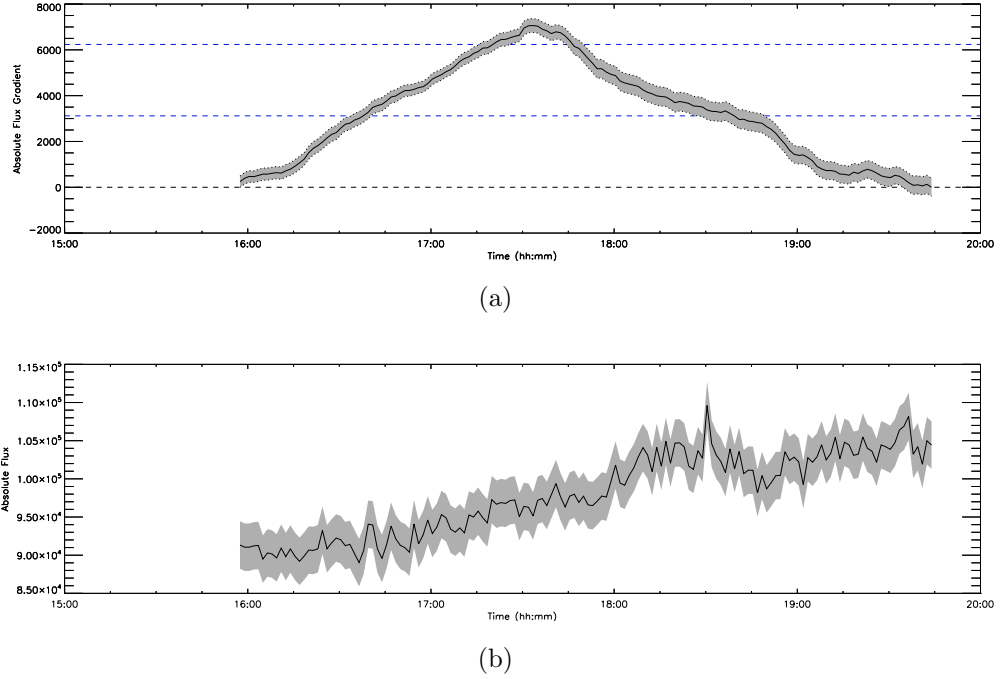 8000
6000
4000
2000
0
−2000
Absolute Flux Gradient
15:00 16:00 17:00 18:00 19:00 20:00
Time (hh:mm)
(a)
1.15×10⁵
1.10×10⁵
1.05×10⁵
1.00×10⁵
9.50×10⁴
9.00×10⁴
8.50×10⁴
Absolute Flux
15:00 16:00 17:00 18:00 19:00 20:00
Time (hh:mm)
(b)